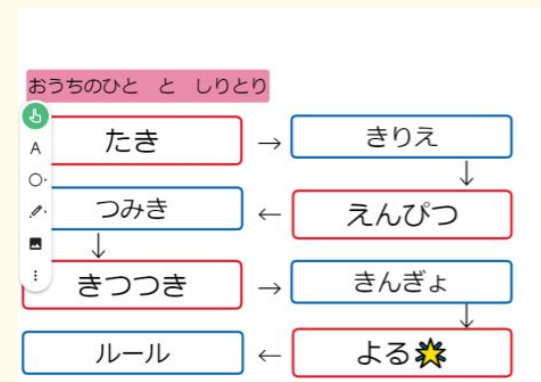 おうちのひと　と　しりとり
たき → きりえ
↓
つみき ← えんぴつ
↓
きつつき → きんぎょ
↓
ルール ← よる
A